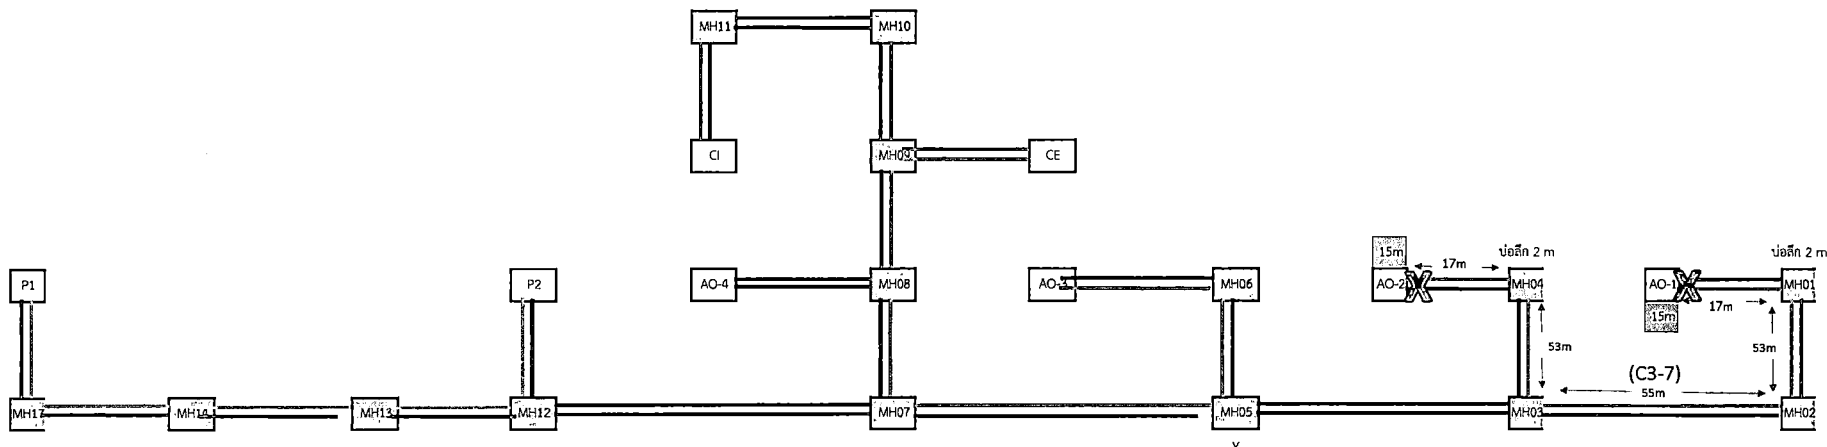 MH11
MH10
CI
MH09
CE
15m
17m
บ่อลึก 2 m
บ่อลึก 2 m
P1
P2
AO-4
MH08
AO-3
MH06
AO-2
MH04
AO-1
MH01
15m
17m
53m
53m
(C3-7)
55m
MH17
MH14
MH13
MH12
MH07
MH05
MH03
MH02